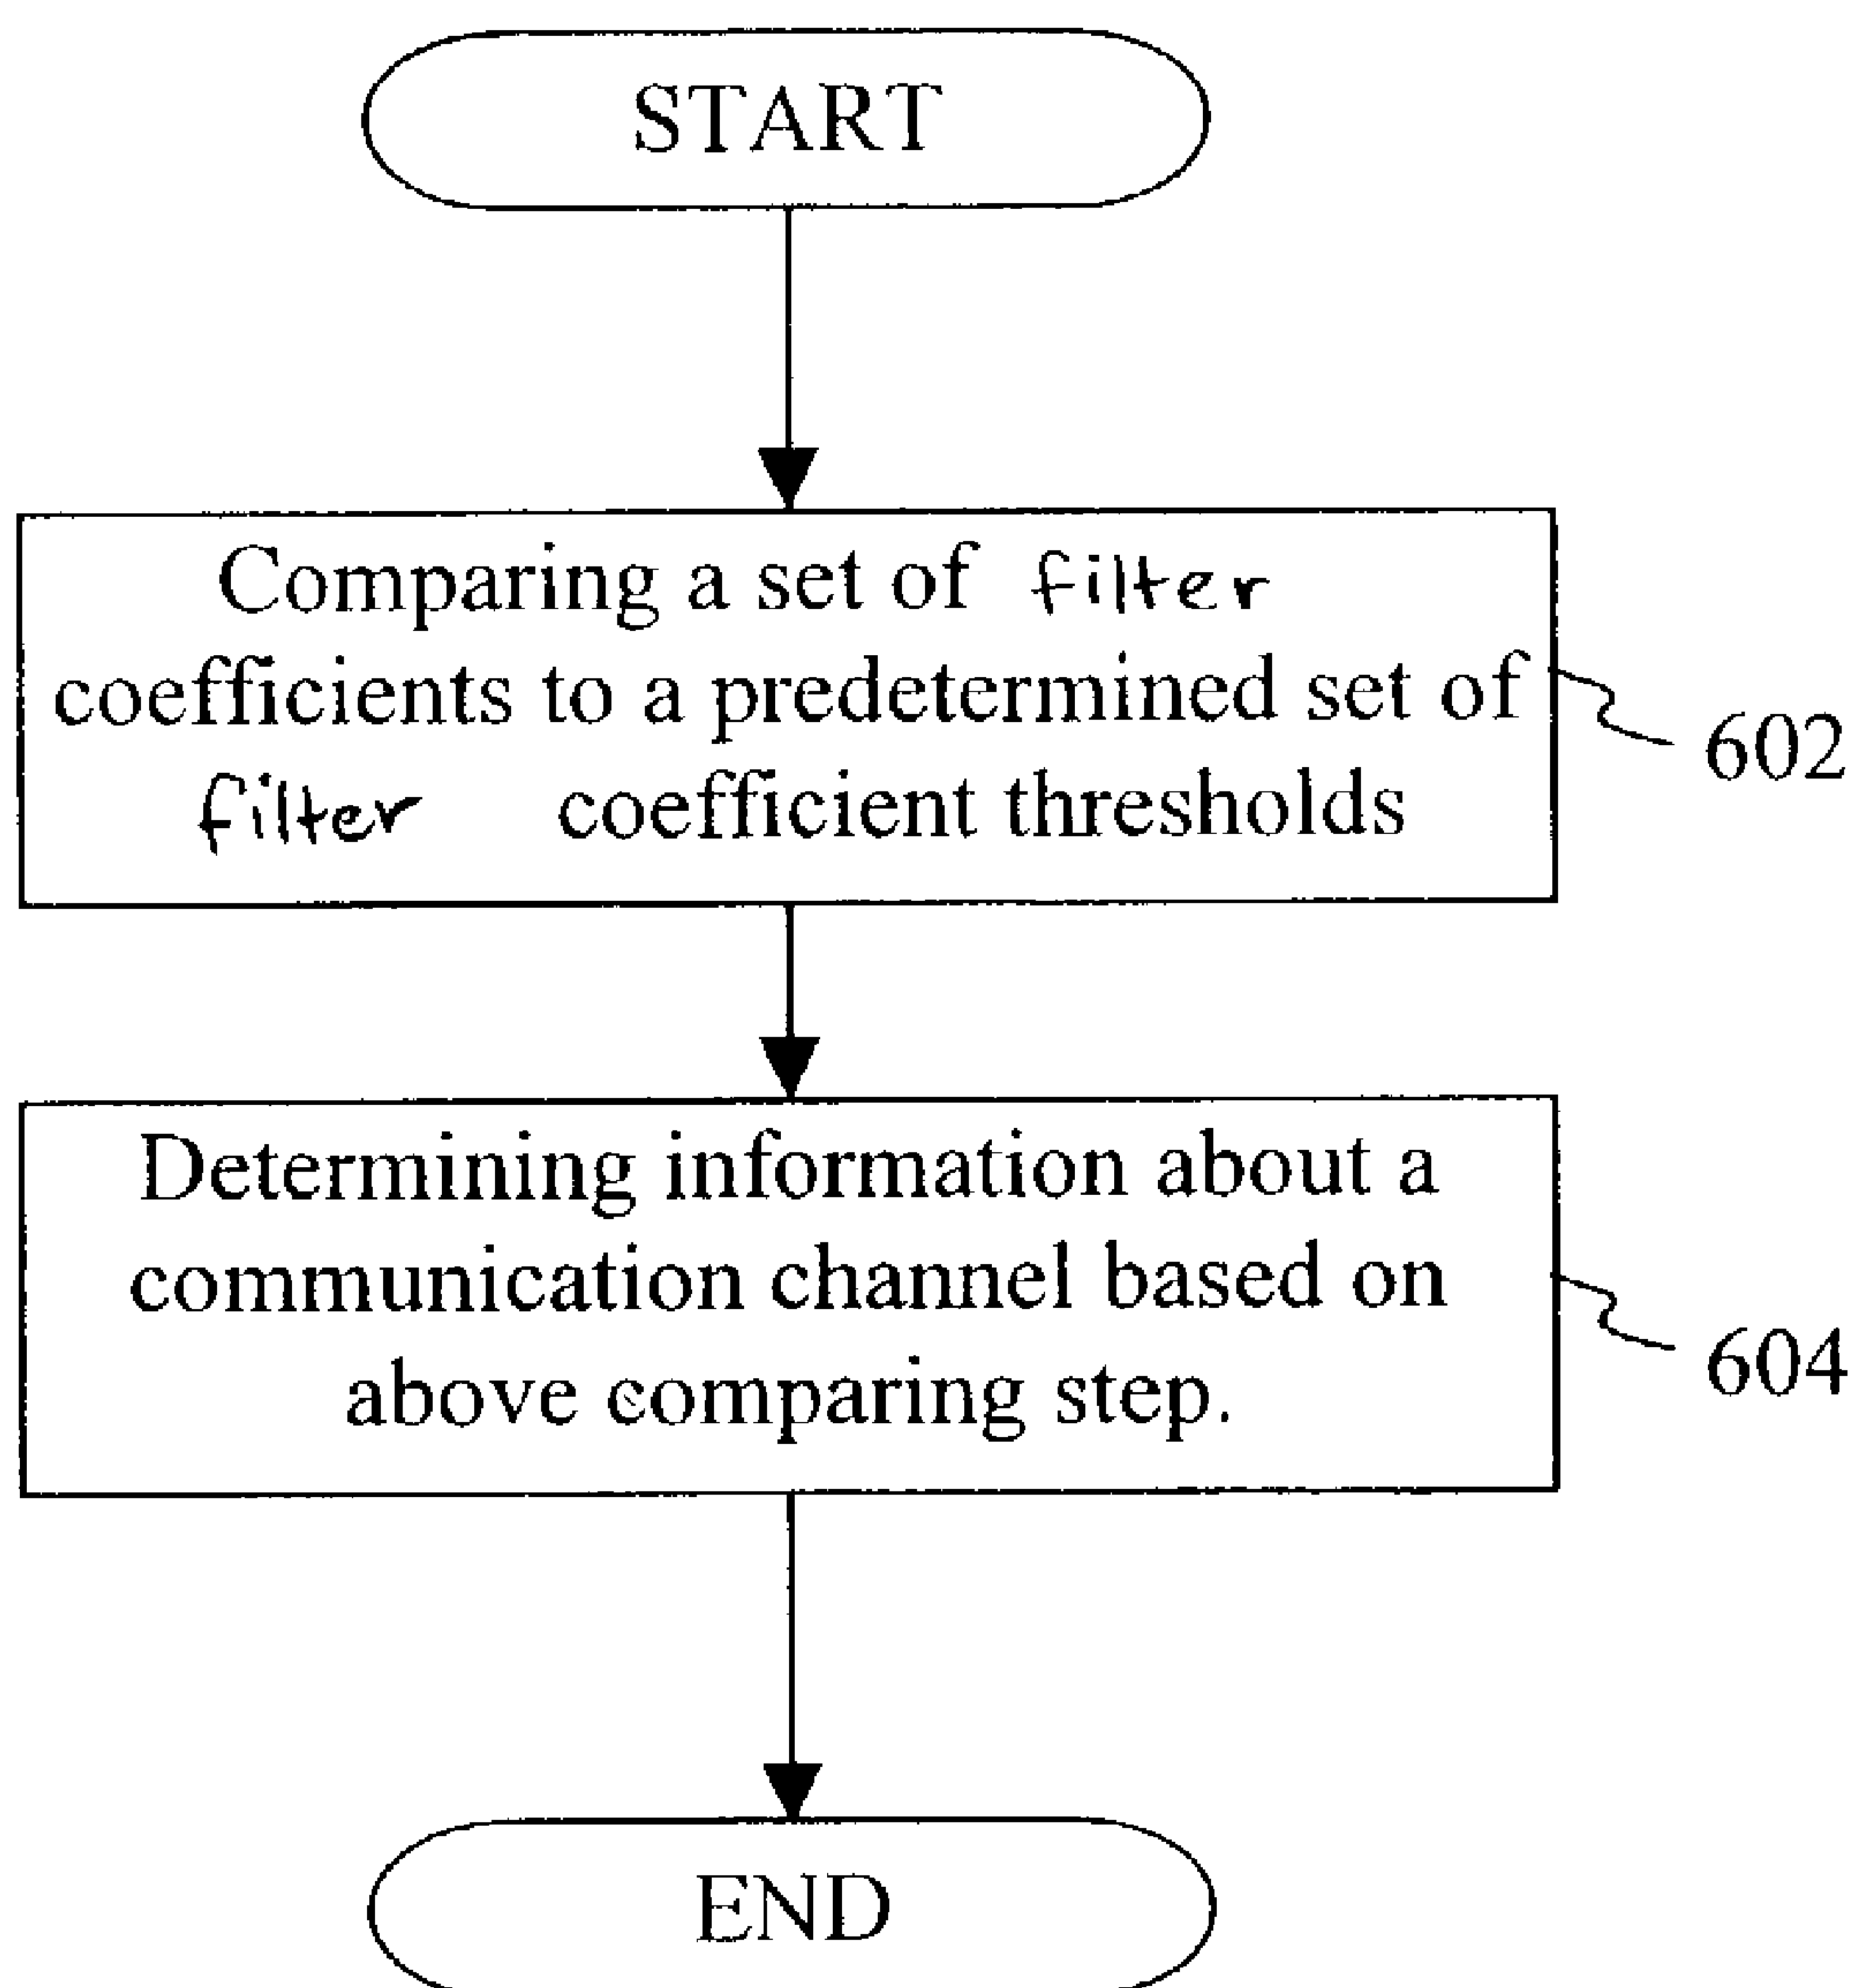 START
Comparing a set of filter
coefficients to a predetermined set of
filter coefficient thresholds
602
Determining information about a
communication channel based on
above comparing step.
604
END